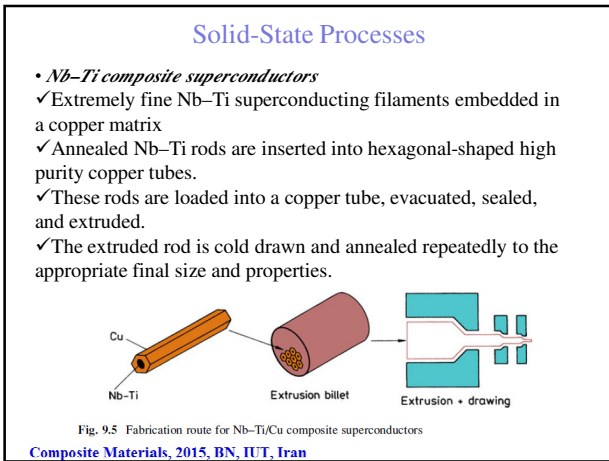 Solid-State Processes
• Nb–Ti composite superconductors
✓Extremely fine Nb–Ti superconducting filaments embedded in
a copper matrix
✓Annealed Nb–Ti rods are inserted into hexagonal-shaped high
purity copper tubes.
✓These rods are loaded into a copper tube, evacuated, sealed,
and extruded.
✓The extruded rod is cold drawn and annealed repeatedly to the
appropriate final size and properties.
Cu
Nb-Ti
Extrusion billet
Extrusion + drawing
Fig. 9.5 Fabrication route for Nb–Ti/Cu composite superconductors
Composite Materials, 2015, BN, IUT, Iran